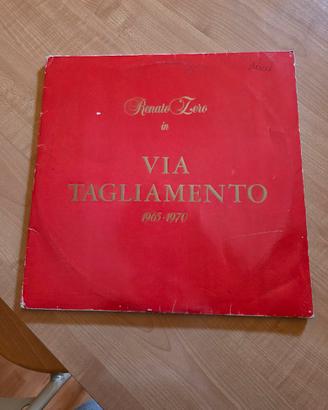 Renato Zero
in
VIA
TAGLIAMENTO
1965-1970